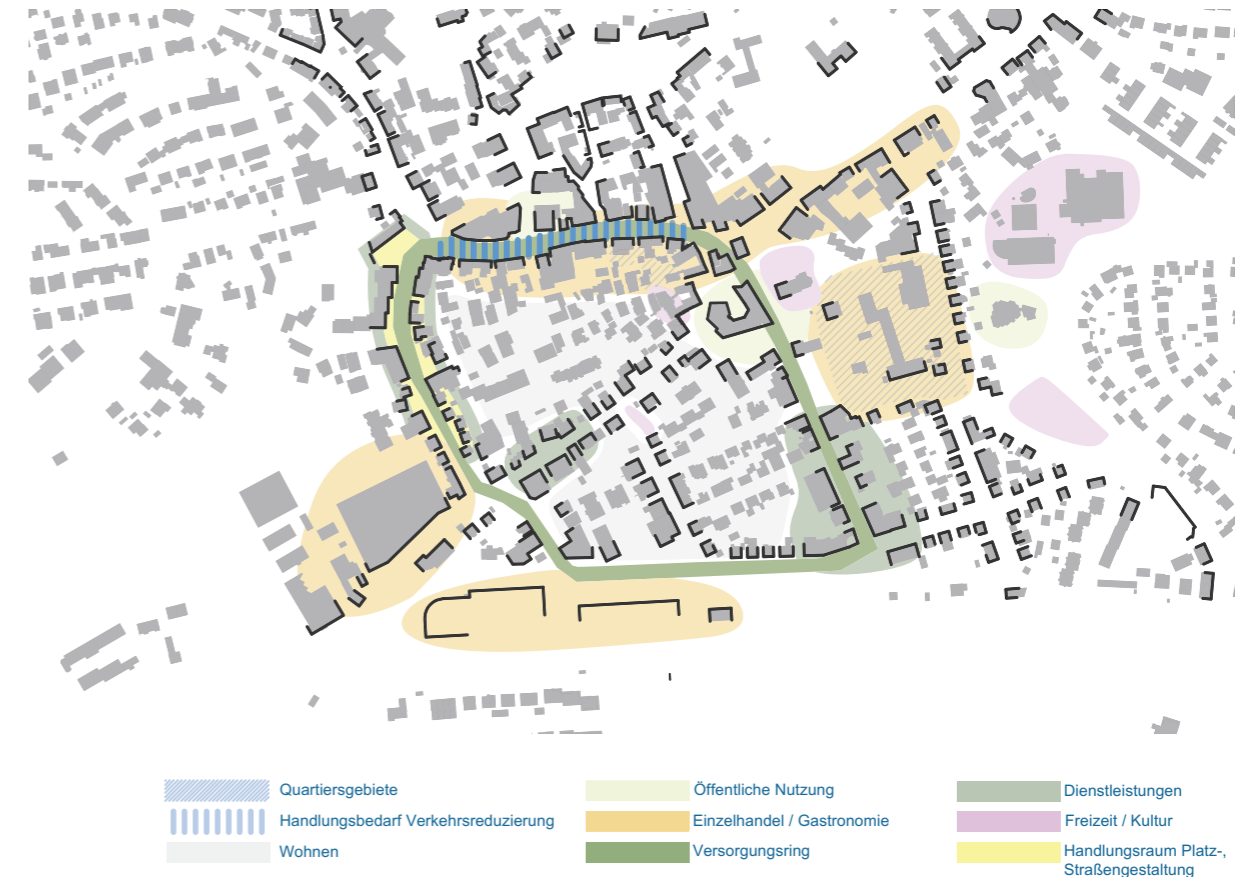 Quartiersgebiete
Handlungsbedarf Verkehrsreduzierung
Wohnen
Öffentliche Nutzung
Einzelhandel / Gastronomie
Versorgungsring
Dienstleistungen
Freizeit / Kultur
Handlungsraum Platz-,
Straßengestaltung